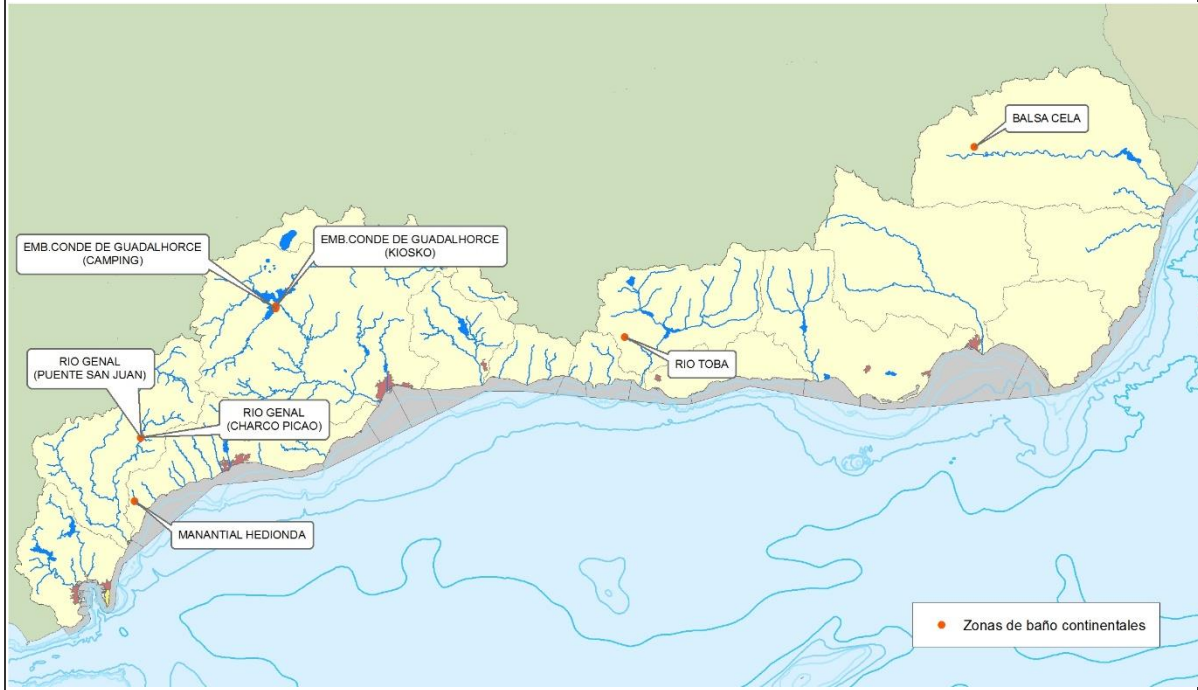 BALSA CELA
EMB.CONDE DE GUADALHORCE
(CAMPING)
EMB.CONDE DE GUADALHORCE
(KIOSKO)
RIO GENAL
(PUENTE SAN JUAN)
RIO TOBA
RIO GENAL
(CHARCO PICAO)
MANANTIAL HEDIONDA
Zonas de baño continentales